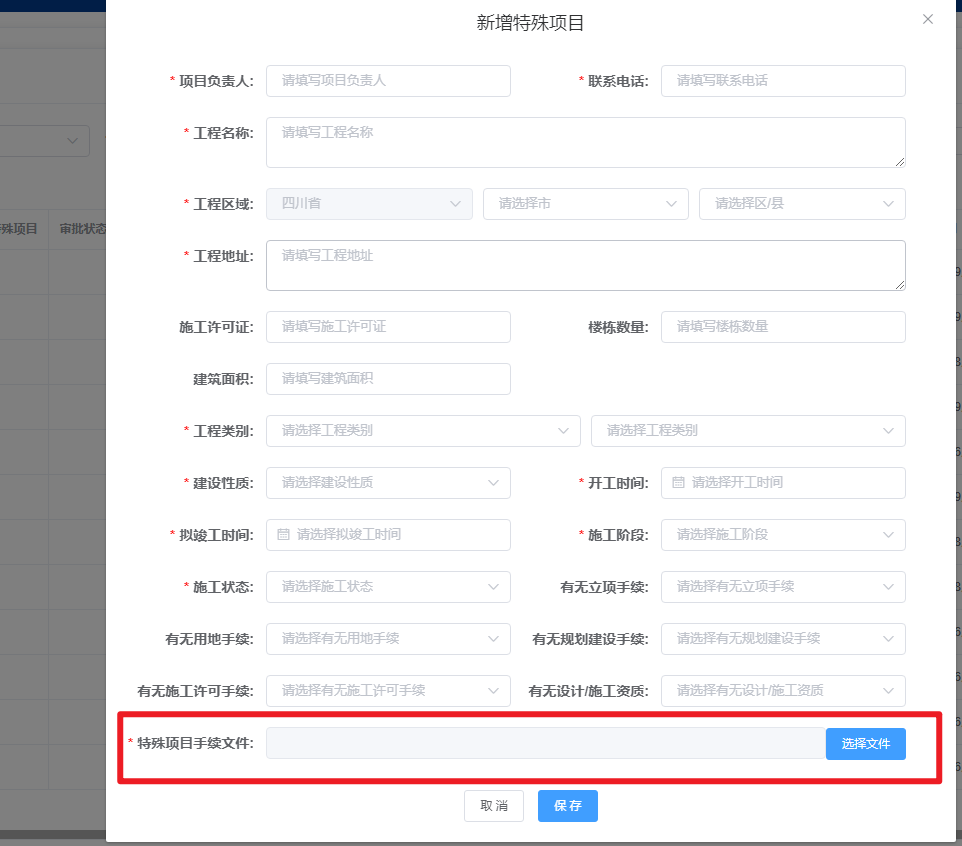 新增特殊项目
* 项目负责人: 请填写项目负责人 * 联系电话: 请填写联系电话
* 工程名称: 请填写工程名称
* 工程区域: 四川省 请选择市 请选择区/县
殊项目 审批状态
* 工程地址: 请填写工程地址
施工许可证: 请填写施工许可证 楼栋数量: 请填写楼栋数量
建筑面积: 请填写建筑面积
* 工程类别: 请选择工程类别 请选择工程类别
* 建设性质: 请选择建设性质 * 开工时间: 请选择开工时间
* 拟竣工时间: 请选择拟竣工时间 * 施工阶段: 请选择施工阶段
* 施工状态: 请选择施工状态 有无立项手续: 请选择有无立项手续
有无用地手续: 请选择有无用地手续 有无规划建设手续: 请选择有无规划建设手续
有无施工许可手续: 请选择有无施工许可手续 有无设计/施工资质: 请选择有无设计/施工资质
* 特殊项目手续文件: 选择文件
取消 保存